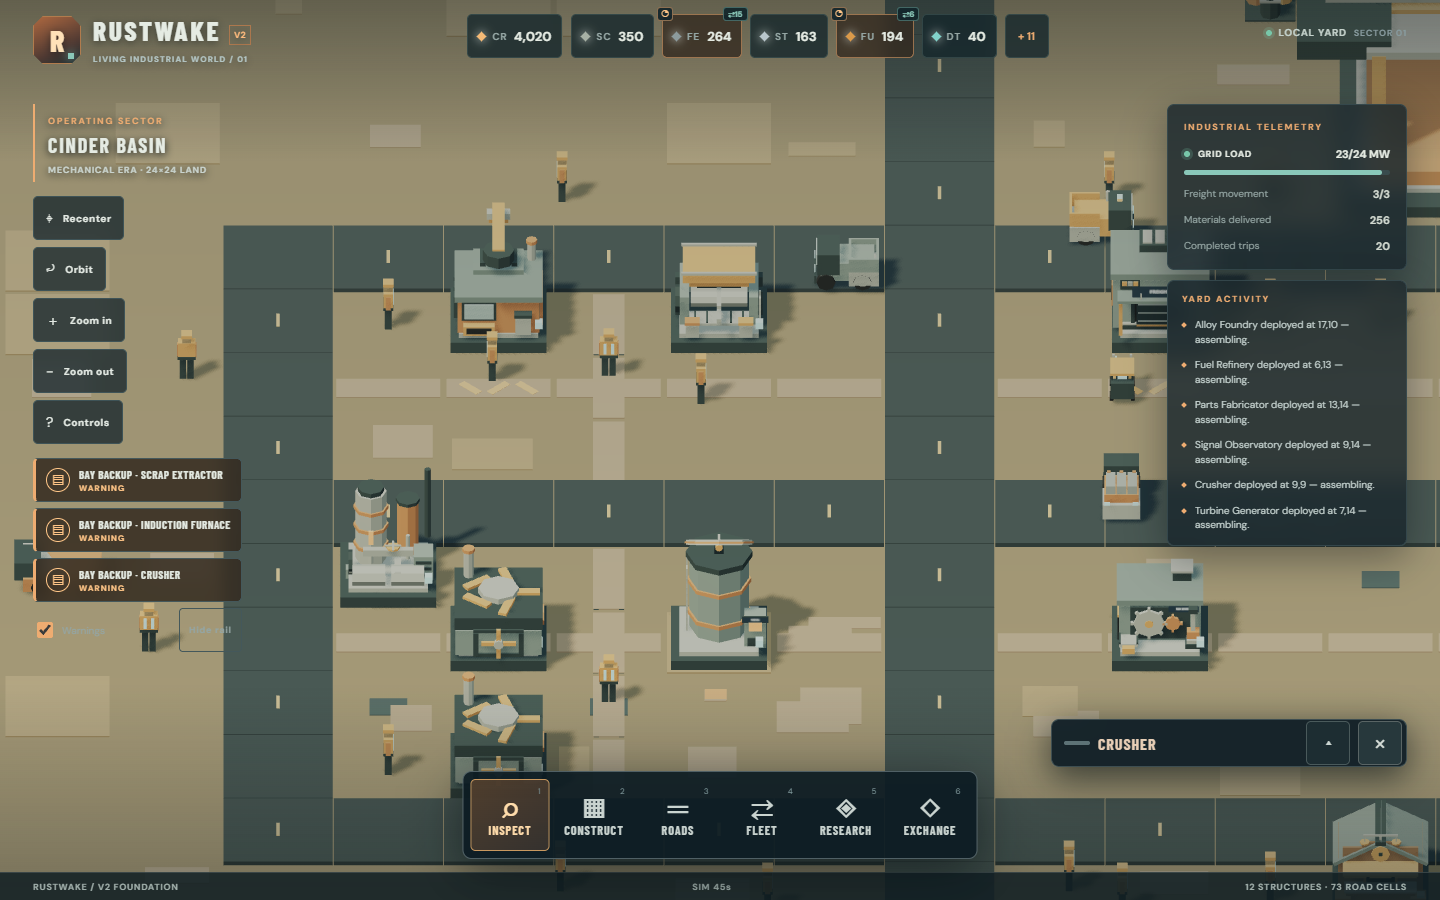 R RUSTWAKE V2
LIVING INDUSTRIAL WORLD / 01
CR 4,020
SC 350
FE 264
⇄15
ST 163
FU 194
⇄6
DT 40
+ 11
LOCAL YARD SECTOR 01
OPERATING SECTOR
CINDER BASIN
MECHANICAL ERA · 24×24 LAND
Recenter
Orbit
+ Zoom in
− Zoom out
? Controls
BAY BACKUP · SCRAP EXTRACTOR
WARNING
BAY BACKUP · INDUCTION FURNACE
WARNING
BAY BACKUP · CRUSHER
WARNING
Warnings
Hide rail
INDUSTRIAL TELEMETRY
GRID LOAD 23/24 MW
Freight movement 3/3
Materials delivered 256
Completed trips 20
YARD ACTIVITY
Alloy Foundry deployed at 17,10 —
assembling.
Fuel Refinery deployed at 6,13 —
assembling.
Parts Fabricator deployed at 13,14 —
assembling.
Signal Observatory deployed at 9,14 —
assembling.
Crusher deployed at 9,9 — assembling.
Turbine Generator deployed at 7,14 —
assembling.
CRUSHER
1 INSPECT
2 CONSTRUCT
3 ROADS
4 FLEET
5 RESEARCH
6 EXCHANGE
RUSTWAKE / V2 FOUNDATION
SIM 45s
12 STRUCTURES · 73 ROAD CELLS